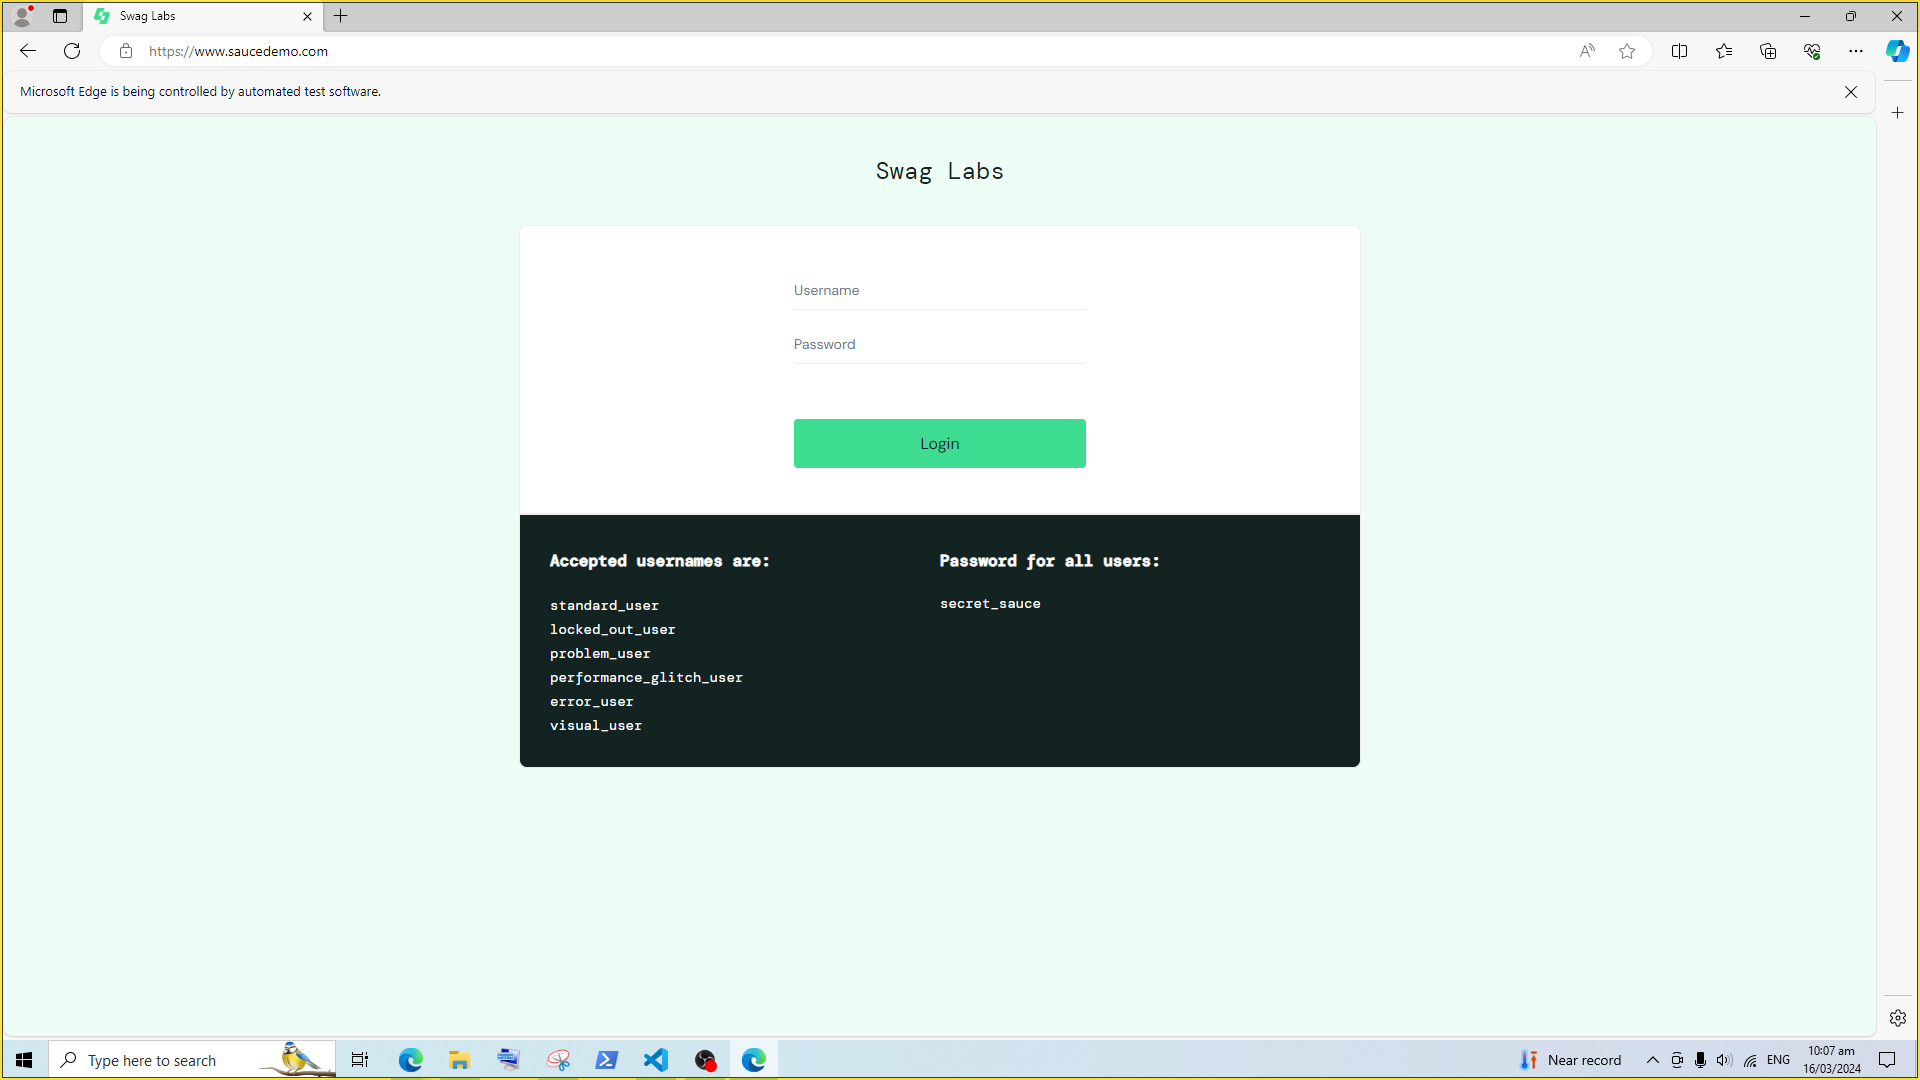 Swag Labs
https://www.saucedemo.com
Microsoft Edge is being controlled by automated test software.
Swag Labs
Username
Password
Login
Accepted usernames are:
standard_user
locked_out_user
problem_user
performance_glitch_user
error_user
visual_user
Password for all users:
secret_sauce
Type here to search
Near record
ENG
10:07 am
16/03/2024